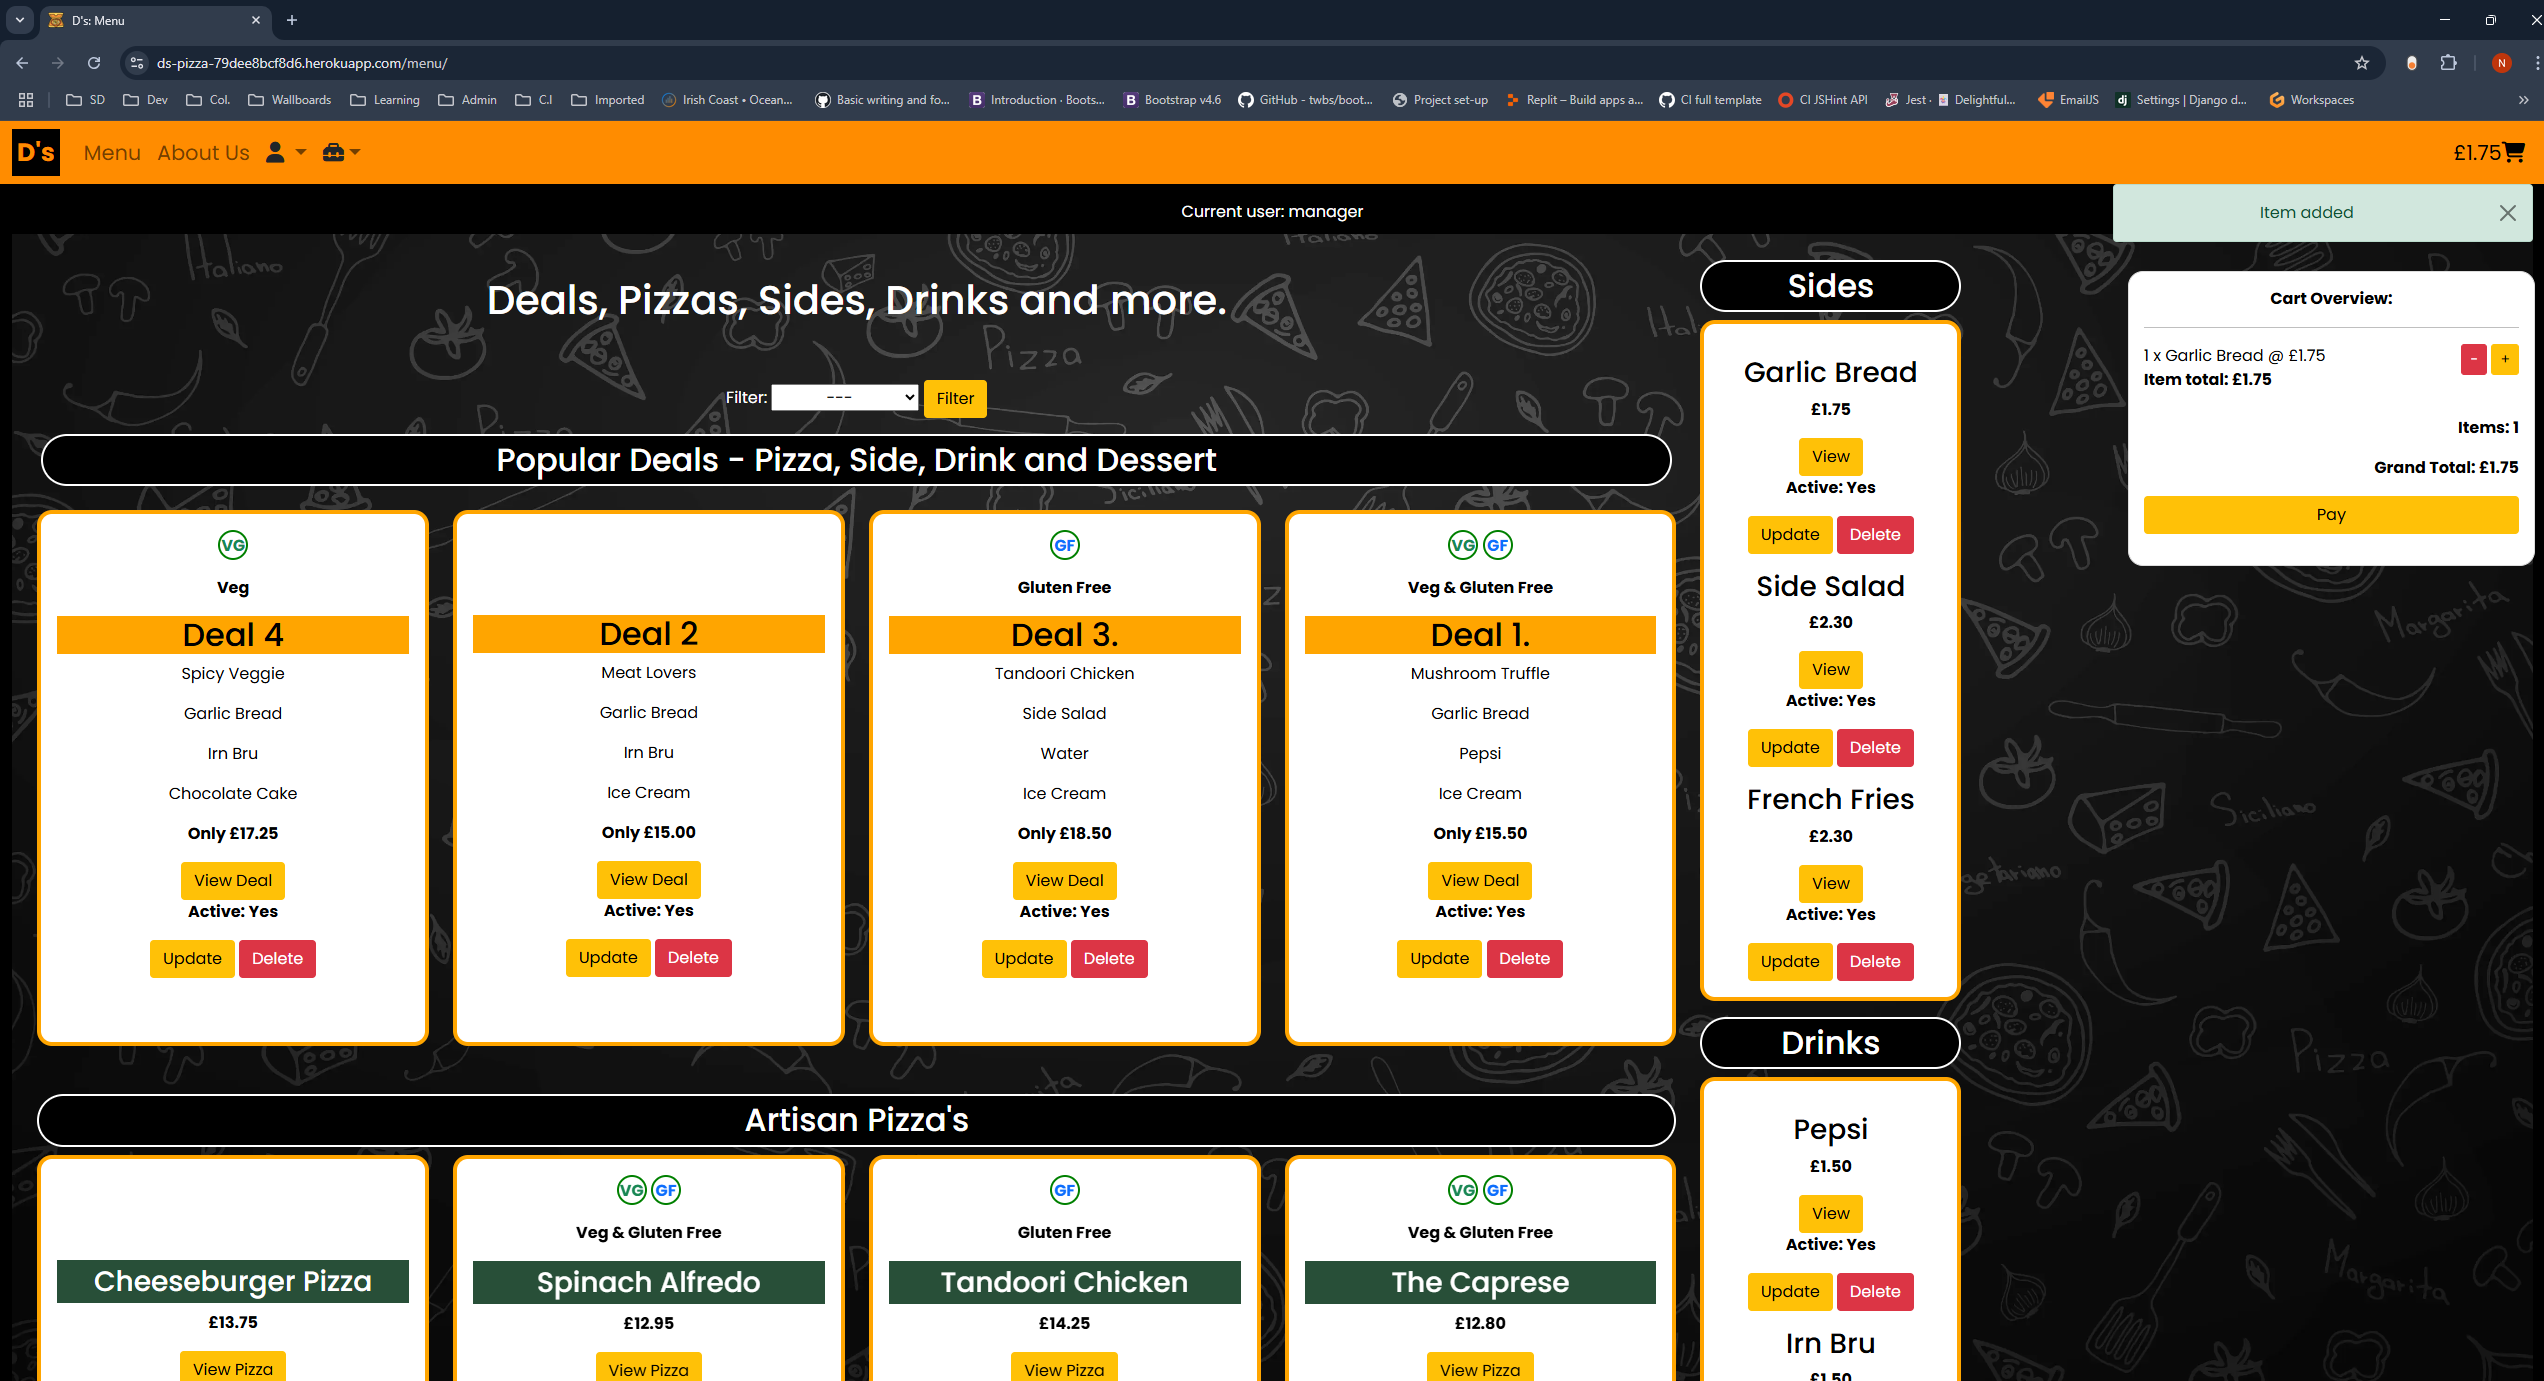 D's: Menu
ds-pizza-79dee8bcf8d6.herokuapp.com/menu/
N
SD
Dev
Col.
Wallboards
Learning
Admin
C.I
Imported
Irish Coast • Ocean...
Basic writing and fo...
Introduction · Boots...
Bootstrap v4.6
GitHub - twbs/boot...
Project set-up
Replit – Build apps a...
CI full template
CI JSHint API
Jest · 🃏 Delightful...
EmailJS
Settings | Django d...
Workspaces
D's
Menu
About Us
£1.75
Current user: manager
Item added
Deals, Pizzas, Sides, Drinks and more.
Filter: --- Filter
Popular Deals - Pizza, Side, Drink and Dessert
VG
Veg
Deal 4
Spicy Veggie
Garlic Bread
Irn Bru
Chocolate Cake
Only £17.25
View Deal
Active: Yes
Update Delete
Deal 2
Meat Lovers
Garlic Bread
Irn Bru
Ice Cream
Only £15.00
View Deal
Active: Yes
Update Delete
GF
Gluten Free
Deal 3.
Tandoori Chicken
Side Salad
Water
Ice Cream
Only £18.50
View Deal
Active: Yes
Update Delete
VG GF
Veg & Gluten Free
Deal 1.
Mushroom Truffle
Garlic Bread
Pepsi
Ice Cream
Only £15.50
View Deal
Active: Yes
Update Delete
Artisan Pizza's
Cheeseburger Pizza
£13.75
View Pizza
VG GF
Veg & Gluten Free
Spinach Alfredo
£12.95
View Pizza
GF
Gluten Free
Tandoori Chicken
£14.25
View Pizza
VG GF
Veg & Gluten Free
The Caprese
£12.80
View Pizza
Sides
Garlic Bread
£1.75
View
Active: Yes
Update Delete
Side Salad
£2.30
View
Active: Yes
Update Delete
French Fries
£2.30
View
Active: Yes
Update Delete
Drinks
Pepsi
£1.50
View
Active: Yes
Update Delete
Irn Bru
£1.50
Cart Overview:
1 x Garlic Bread @ £1.75
- +
Item total: £1.75
Items: 1
Grand Total: £1.75
Pay
Italiano
Pizza
Margarita
Siciliano
Pizza
Margarita